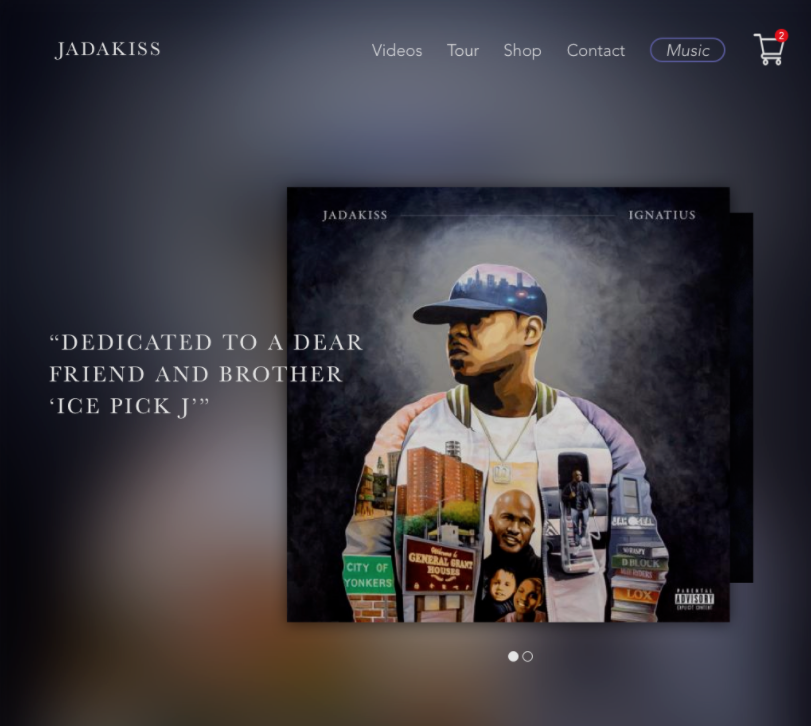 JADAKISS
Videos Tour Shop Contact Music
2
JADAKISS IGNATIUS
“DEDICATED TO A DEAR
FRIEND AND BROTHER
‘ICE PICK J’”
Welcome to
GENERAL GRANT
HOUSES
CITY OF
YONKERS
D BLOCK
LOX
PARENTAL
ADVISORY
EXPLICIT CONTENT